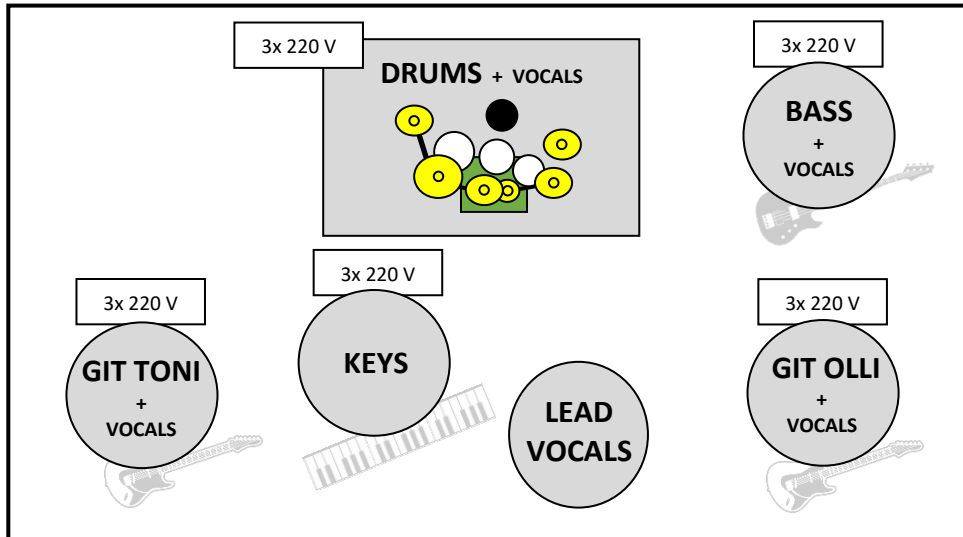 3x 220 V
DRUMS + VOCALS
3x 220 V
BASS
+
VOCALS
3x 220 V
GIT TONI
+
VOCALS
3x 220 V
KEYS
LEAD
VOCALS
3x 220 V
GIT OLLI
+
VOCALS